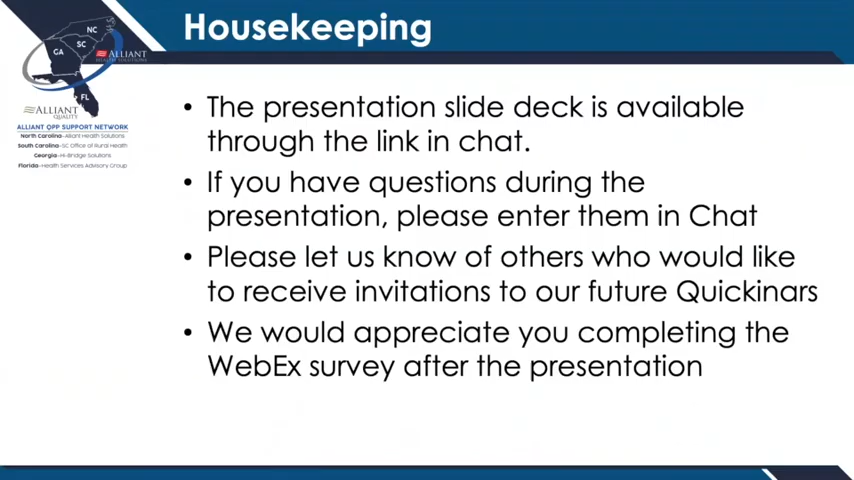 Housekeeping
NC
SC
GA
FL
ALLIANT
HEALTH SOLUTIONS
ALLIANT
QUALITY
ALLIANT QPP SUPPORT NETWORK
North Carolina–Alliant Health Solutions
South Carolina–SC Office of Rural Health
Georgia–Hi-Bridge Solutions
Florida–Health Services Advisory Group
• The presentation slide deck is available
through the link in chat.
• If you have questions during the
presentation, please enter them in Chat
• Please let us know of others who would like
to receive invitations to our future Quickinars
• We would appreciate you completing the
WebEx survey after the presentation